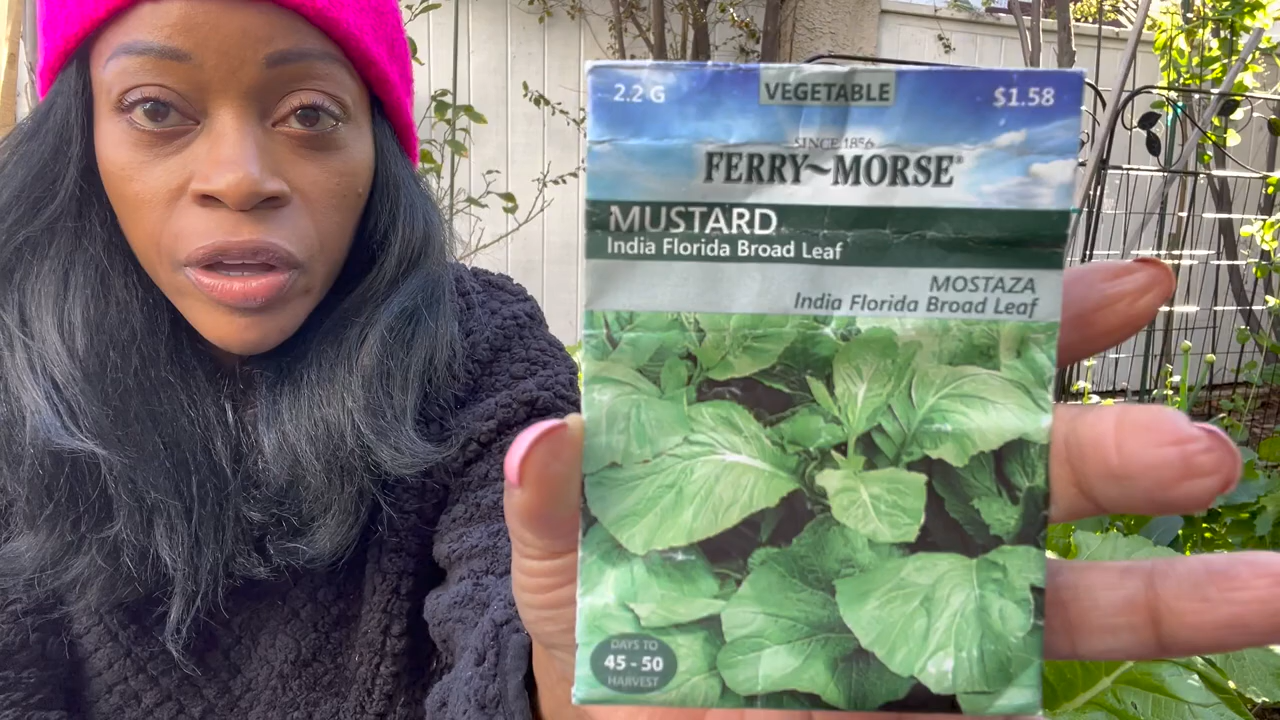 2.2 G
VEGETABLE
$1.58
SINCE 1856
FERRY~MORSE®
MUSTARD
India Florida Broad Leaf
MOSTAZA
India Florida Broad Leaf
DAYS TO
45 - 50
HARVEST